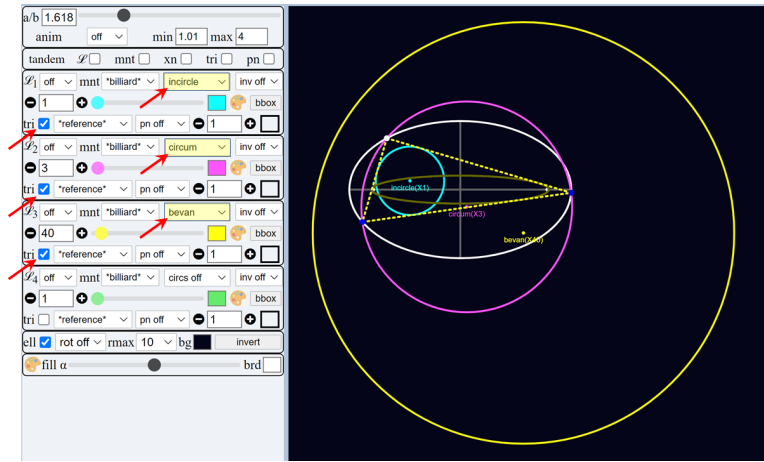 a/b 1.618
anim off min 1.01 max 4
tandem ℒ mnt xn tri pn
ℒ1 off mnt *billiard* incircle inv off
1 bbox
tri *reference* pn off 1
ℒ2 off mnt *billiard* circum inv off
3 bbox
tri *reference* pn off 1
ℒ3 off mnt *billiard* bevan inv off
40 bbox
tri *reference* pn off 1
ℒ4 off mnt *billiard* circs off inv off
1 bbox
tri *reference* pn off 1
ell rot off rmax 10 bg invert
fill α brd
incircle(X1)
circum(X3)
bevan(X40)